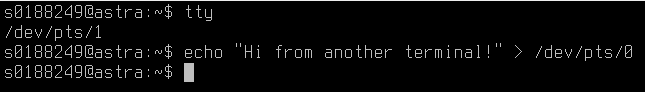 s0188249@astra:~$ tty
/dev/pts/1
s0188249@astra:~$ echo "Hi from another terminal!" > /dev/pts/0
s0188249@astra:~$